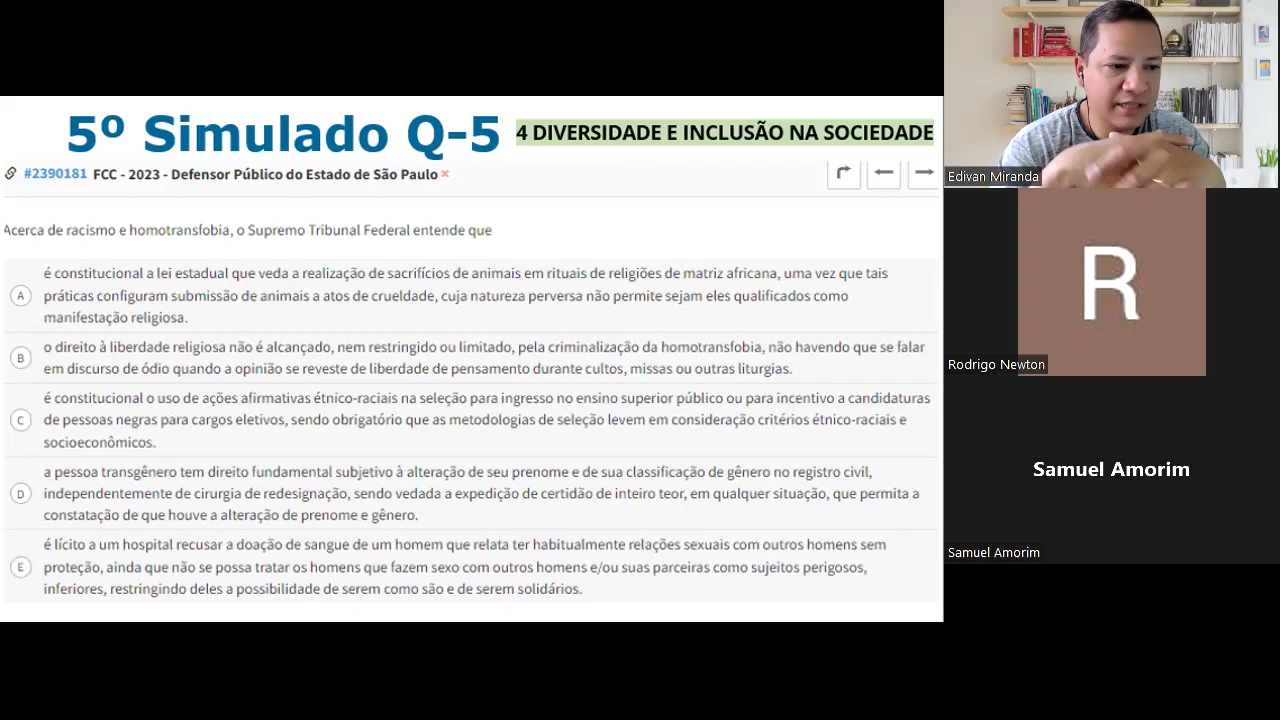 5º Simulado Q-5
4 DIVERSIDADE E INCLUSÃO NA SOCIEDADE
#2390181 FCC - 2023 - Defensor Público do Estado de São Paulo
Acerca de racismo e homotransfobia, o Supremo Tribunal Federal entende que
A
é constitucional a lei estadual que veda a realização de sacrifícios de animais em rituais de religiões de matriz africana, uma vez que tais
práticas configuram submissão de animais a atos de crueldade, cuja natureza perversa não permite sejam eles qualificados como
manifestação religiosa.
B
o direito à liberdade religiosa não é alcançado, nem restringido ou limitado, pela criminalização da homotransfobia, não havendo que se falar
em discurso de ódio quando a opinião se reveste de liberdade de pensamento durante cultos, missas ou outras liturgias.
C
é constitucional o uso de ações afirmativas étnico-raciais na seleção para ingresso no ensino superior público ou para incentivo a candidaturas
de pessoas negras para cargos eletivos, sendo obrigatório que as metodologias de seleção levem em consideração critérios étnico-raciais e
socioeconômicos.
D
a pessoa transgênero tem direito fundamental subjetivo à alteração de seu prenome e de sua classificação de gênero no registro civil,
independentemente de cirurgia de redesignação, sendo vedada a expedição de certidão de inteiro teor, em qualquer situação, que permita a
constatação de que houve a alteração de prenome e gênero.
E
é lícito a um hospital recusar a doação de sangue de um homem que relata ter habitualmente relações sexuais com outros homens sem
proteção, ainda que não se possa tratar os homens que fazem sexo com outros homens e/ou suas parceiras como sujeitos perigosos,
inferiores, restringindo deles a possibilidade de serem como são e de serem solidários.
Edivan Miranda
R
Rodrigo Newton
Samuel Amorim
Samuel Amorim